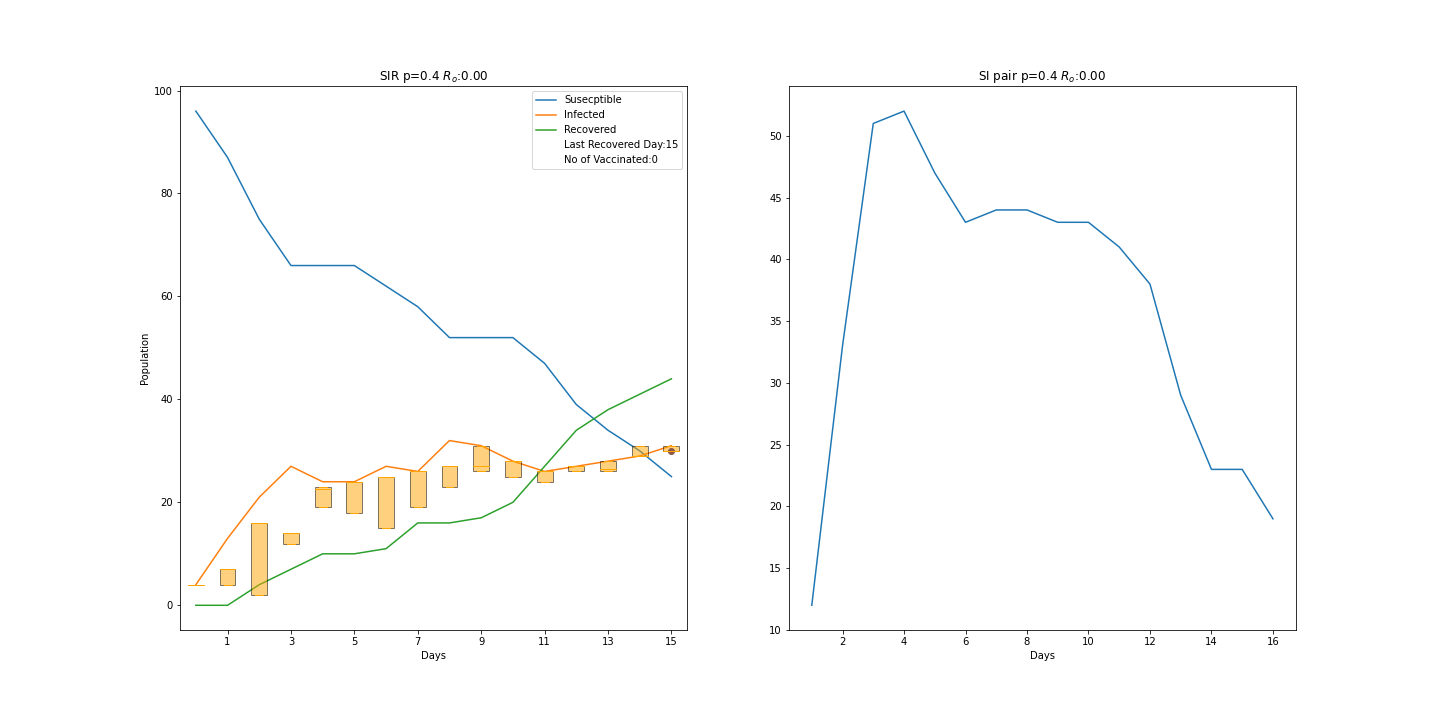 SIR p=0.4 Rₒ:0.00
100
80
60
40
20
0
Population
Susecptible
Infected
Recovered
Last Recovered Day:15
No of Vaccinated:0
1 3 5 7 9 11 13 15
Days
SI pair p=0.4 Rₒ:0.00
50
45
40
35
30
25
20
15
10
2 4 6 8 10 12 14 16
Days